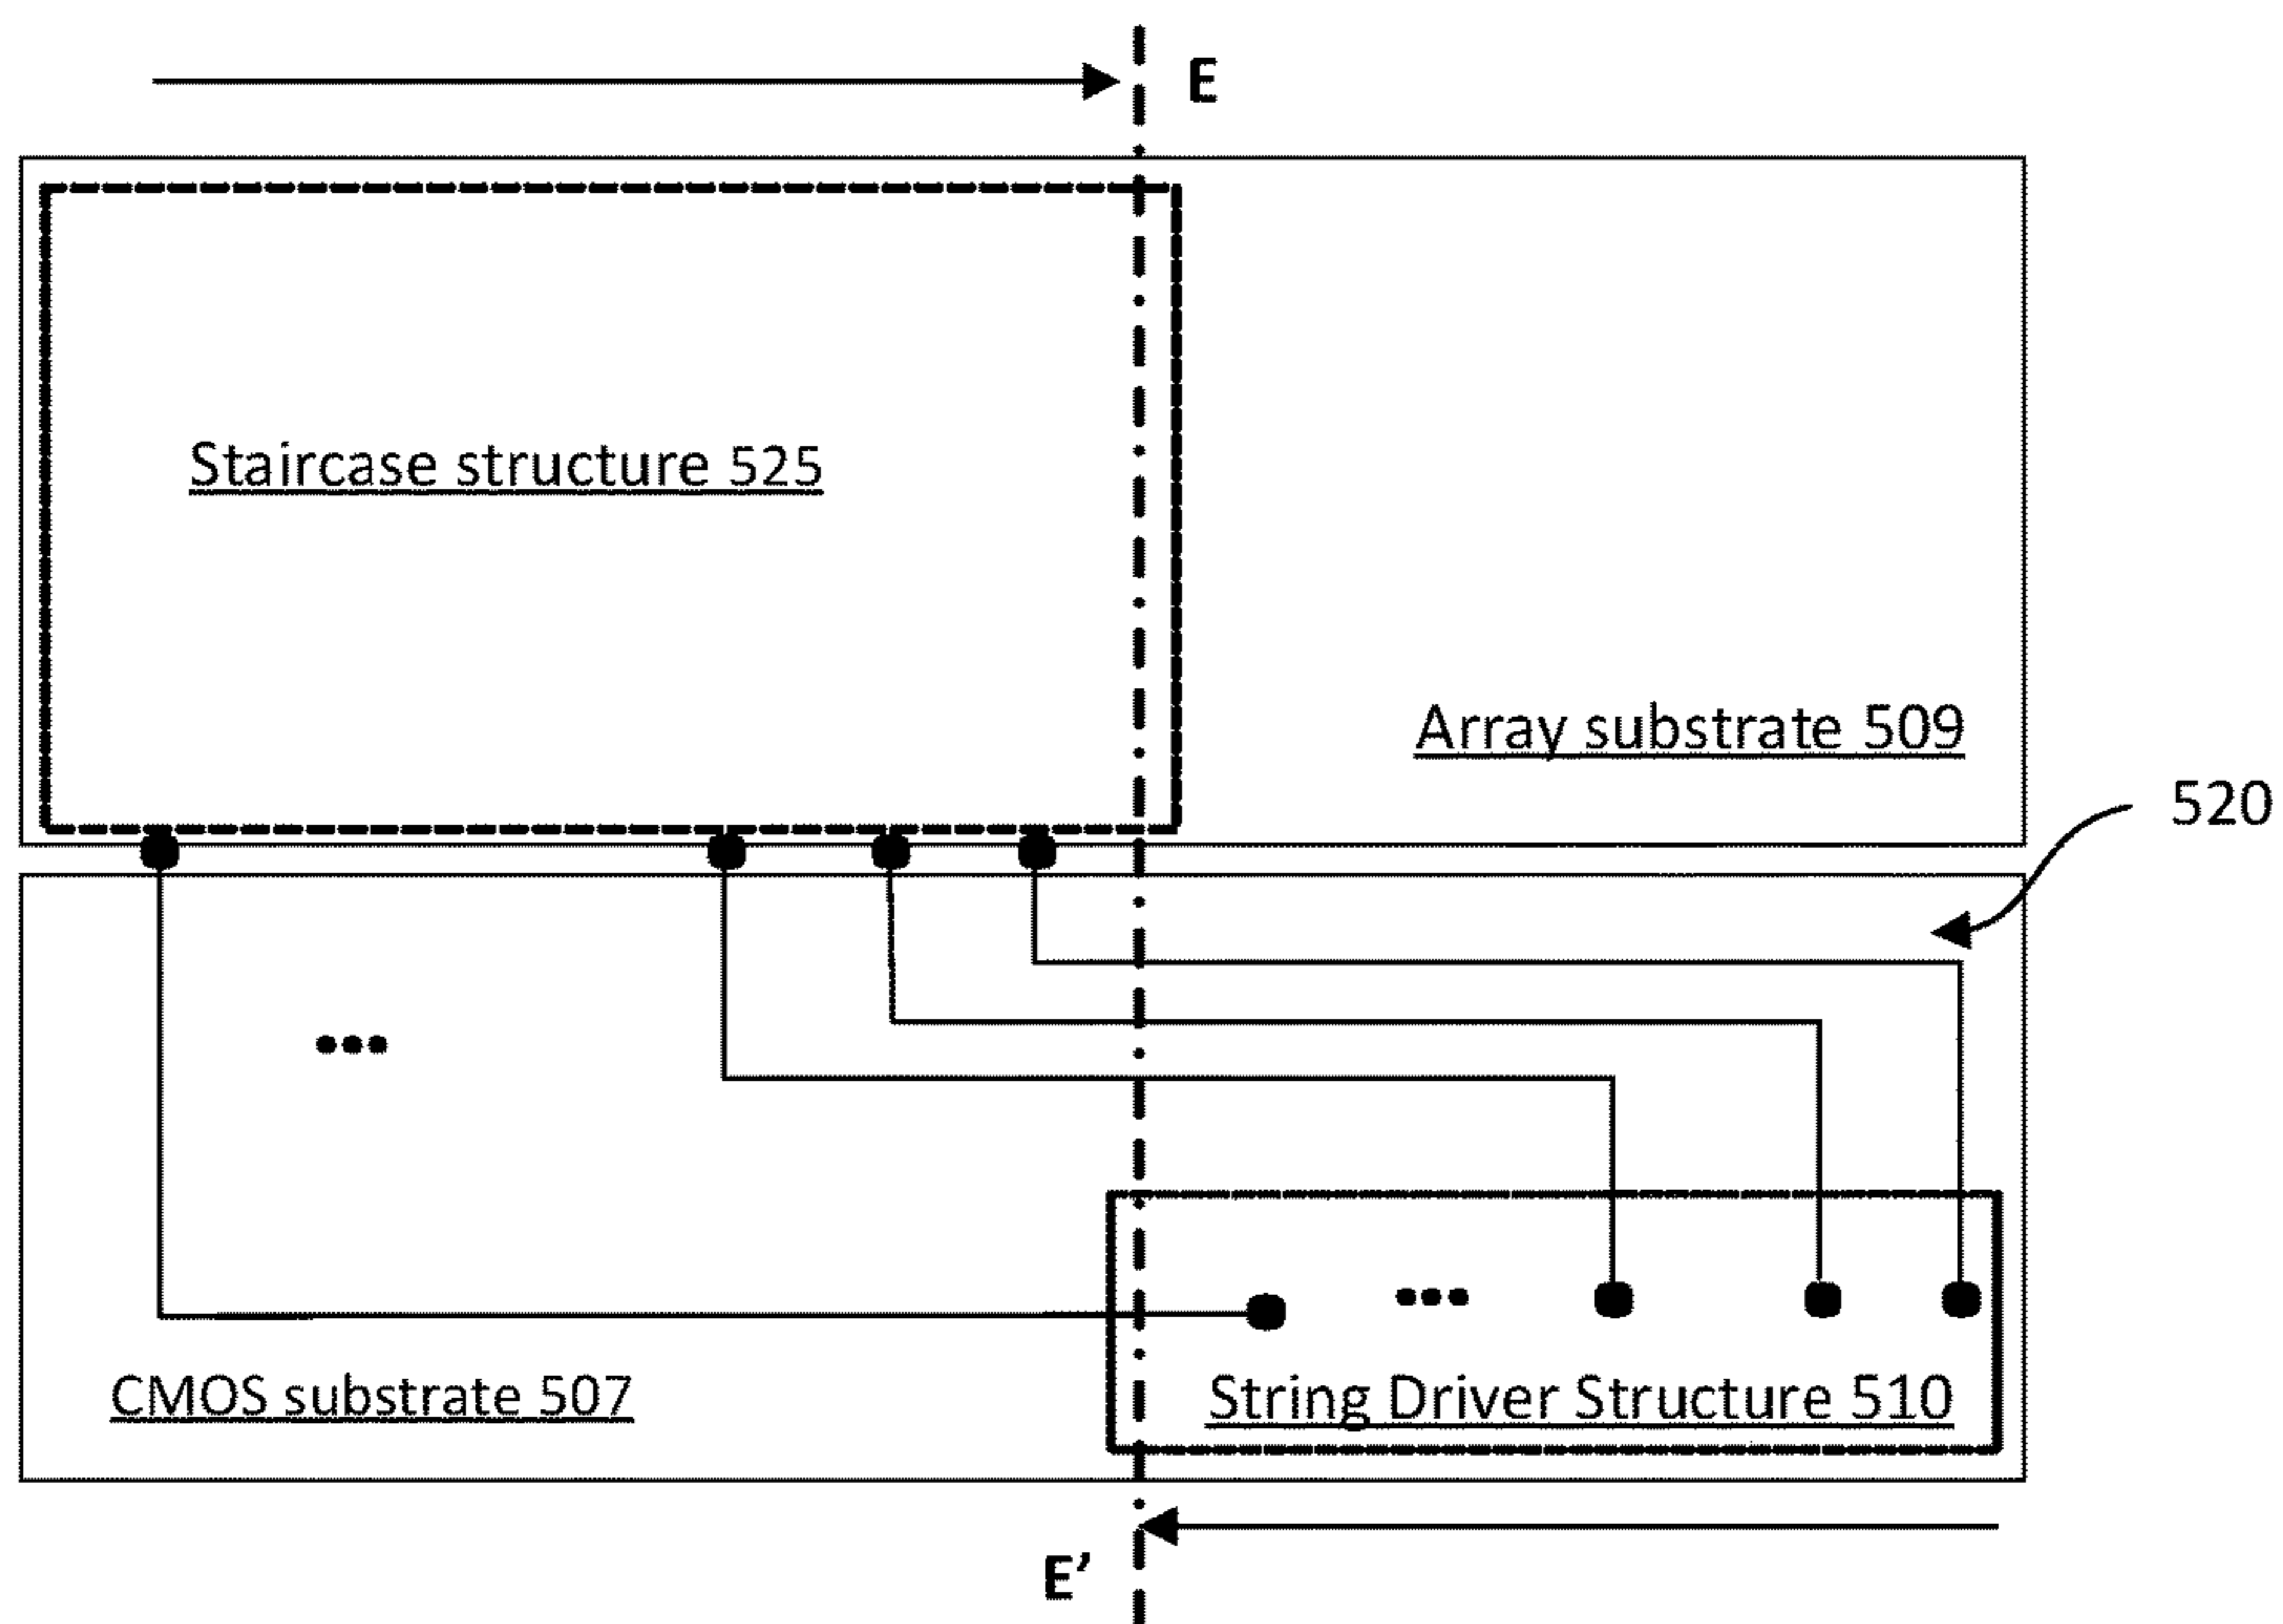 E
Staircase structure 525
Array substrate 509
520
...
...
CMOS substrate 507
String Driver Structure 510
E’